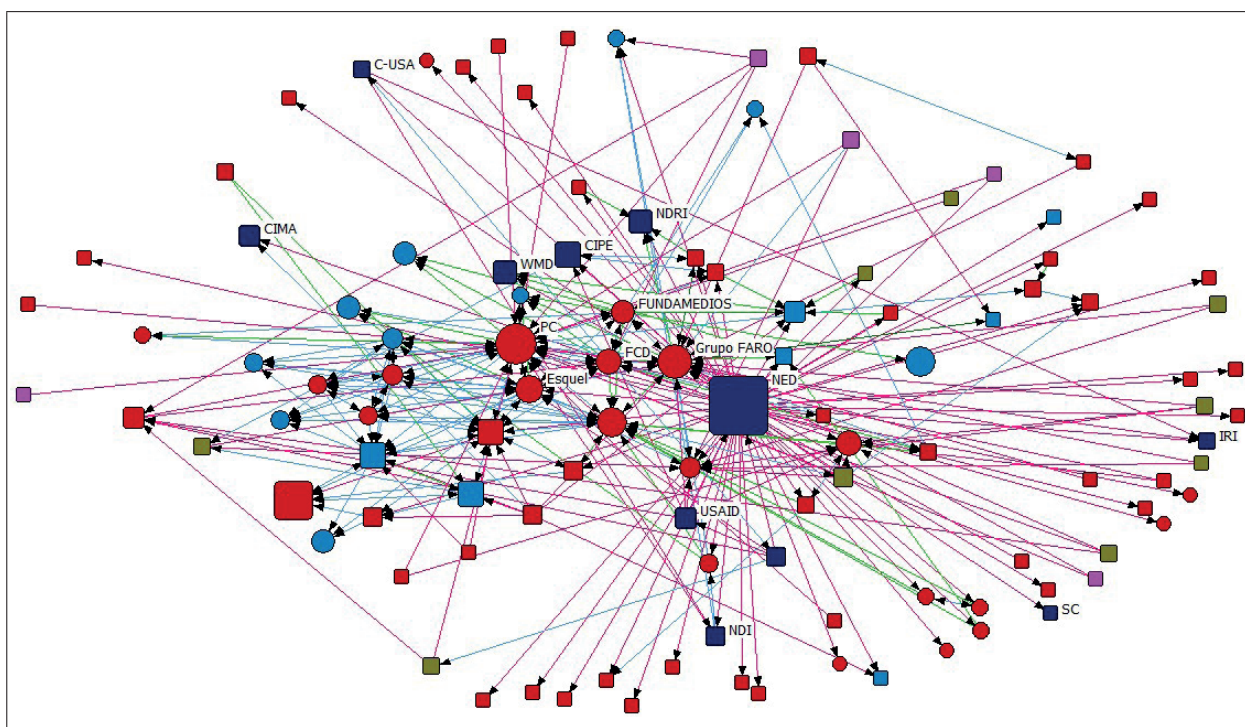 C-USA
NDRI
CIMA
CIPE
WMD
FUNDAMEDIOS
PC
FCD
Grupo FARO
Esquel
NED
IRI
USAID
SC
NDI